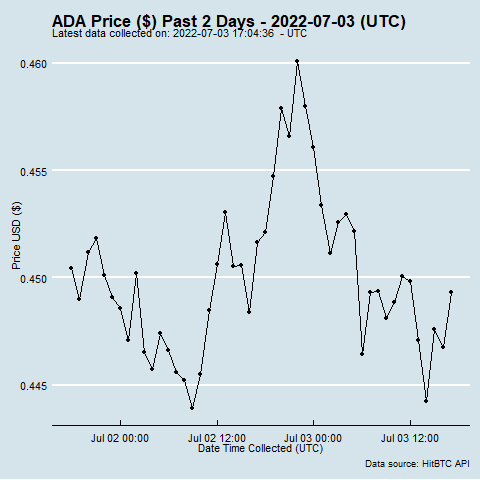 ADA Price ($) Past 2 Days - 2022-07-03 (UTC)
Latest data collected on: 2022-07-03 17:04:36 - UTC
0.460
0.455
0.450
0.445
Price USD ($)
Jul 02 00:00 Jul 02 12:00 Jul 03 00:00 Jul 03 12:00
Date Time Collected (UTC)
Data source: HitBTC API